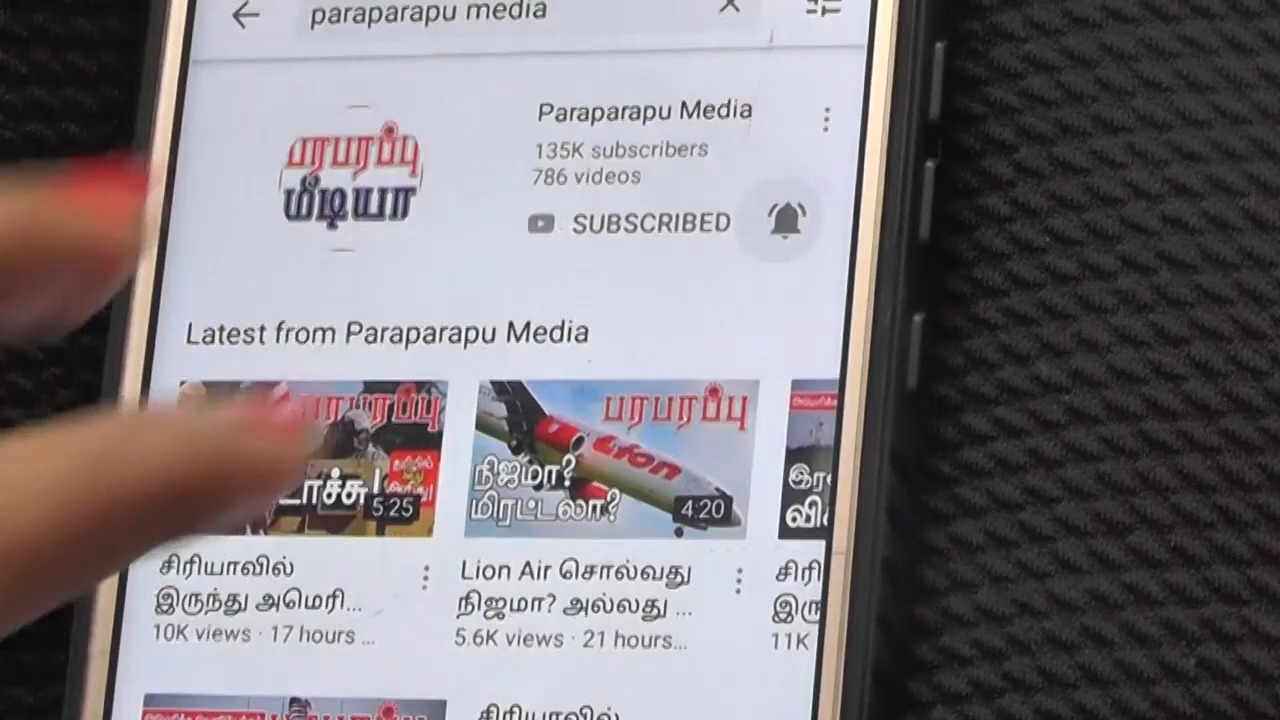 paraparapu media
பரபரப்பு
மீடியா
Paraparapu Media
135K subscribers
786 videos
SUBSCRIBED
Latest from Paraparapu Media
பரபரப்பு
5:25
பரபரப்பு
Lion
நிஜமா?
மிரட்டலா?
4:20
சிரியாவில்
இருந்து அமெரி...
10K views · 17 hours ...
Lion Air சொல்வது
நிஜமா? அல்லது ...
5.6K views · 21 hours...
11K
சிரியாவில்